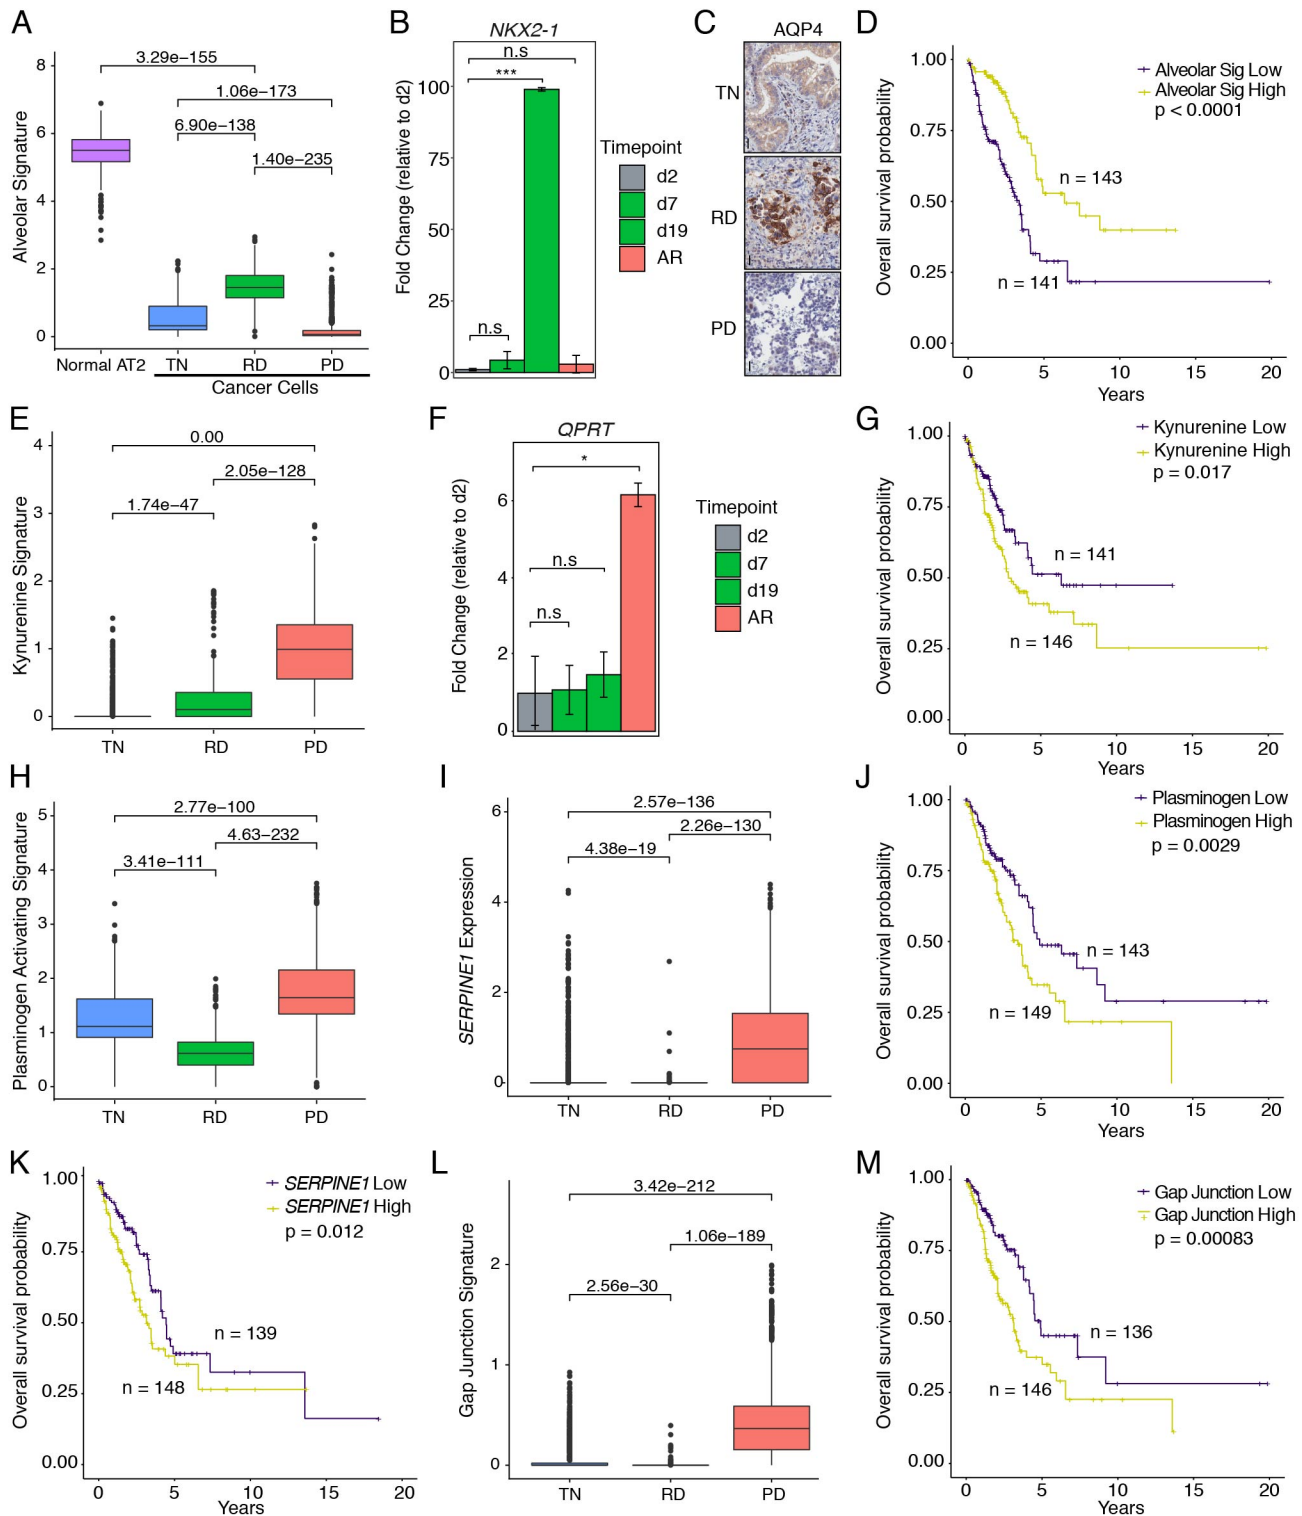 A
Alveolar Signature
8
6
4
2
0
3.29e−155
1.06e−173
6.90e−138
1.40e−235
Normal AT2 TN RD PD
Cancer Cells
B
NKX2-1
Fold Change (relative to d2)
100
75
50
25
0
n.s
***
n.s
Timepoint
d2
d7
d19
AR
C
AQP4
TN
RD
PD
D
Overall survival probability
1.00
0.75
0.50
0.25
0.00
Alveolar Sig Low
Alveolar Sig High
p < 0.0001
n = 143
n = 141
0 5 10 15 20
Years
E
Kynurenine Signature
4
3
2
1
0
0.00
2.05e−128
1.74e−47
TN RD PD
F
QPRT
Fold Change (relative to d2)
6
4
2
0
*
n.s
n.s
Timepoint
d2
d7
d19
AR
G
Overall survival probability
1.00
0.75
0.50
0.25
0.00
Kynurenine Low
Kynurenine High
p = 0.017
n = 141
n = 146
0 5 10 15 20
Years
H
Plasminogen Activating Signature
5
4
3
2
1
0
2.77e−100
4.63−232
3.41e−111
TN RD PD
I
SERPINE1 Expression
6
4
2
0
2.57e−136
2.26e−130
4.38e−19
TN RD PD
J
Overall survival probability
1.00
0.75
0.50
0.25
0.00
Plasminogen Low
Plasminogen High
p = 0.0029
n = 143
n = 149
0 5 10 15 20
Years
K
Overall survival probability
1.00
0.75
0.50
0.25
0.00
SERPINE1 Low
SERPINE1 High
p = 0.012
n = 139
n = 148
0 5 10 15 20
Years
L
Gap Junction Signature
2
1
0
3.42e−212
1.06e−189
2.56e−30
TN RD PD
M
Overall survival probability
1.00
0.75
0.50
0.25
0.00
Gap Junction Low
Gap Junction High
p = 0.00083
n = 136
n = 146
0 5 10 15 20
Years